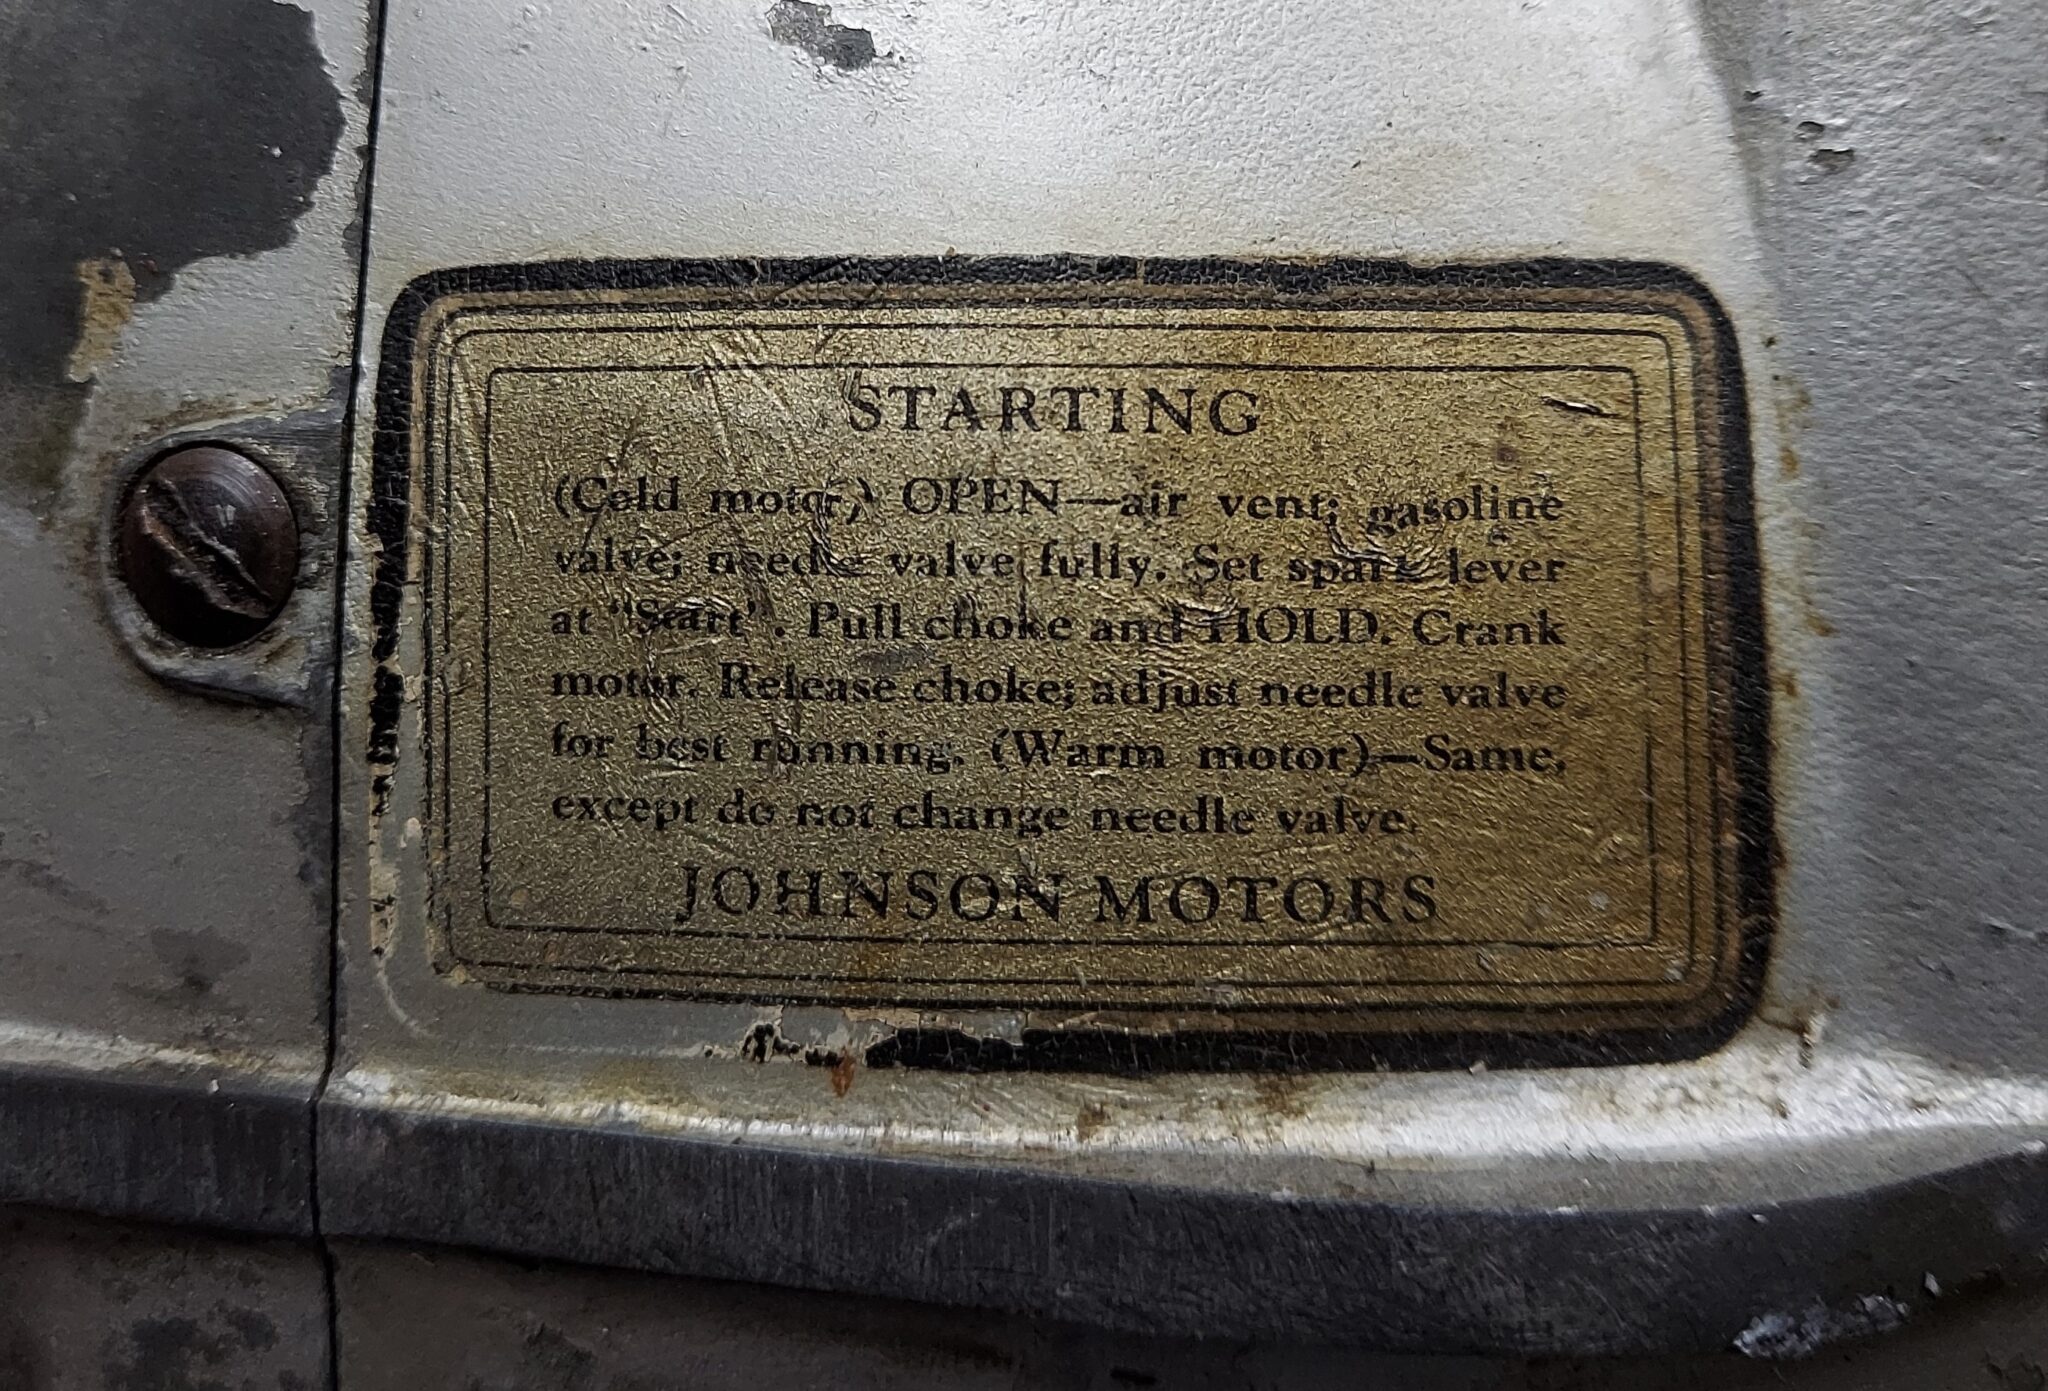 STARTING
(Cold motor) OPEN—air vent; gasoline
valve; needle valve fully. Set spark lever
at "Start". Pull choke and HOLD. Crank
motor. Release choke; adjust needle valve
for best running. (Warm motor)—Same,
except do not change needle valve.
JOHNSON MOTORS